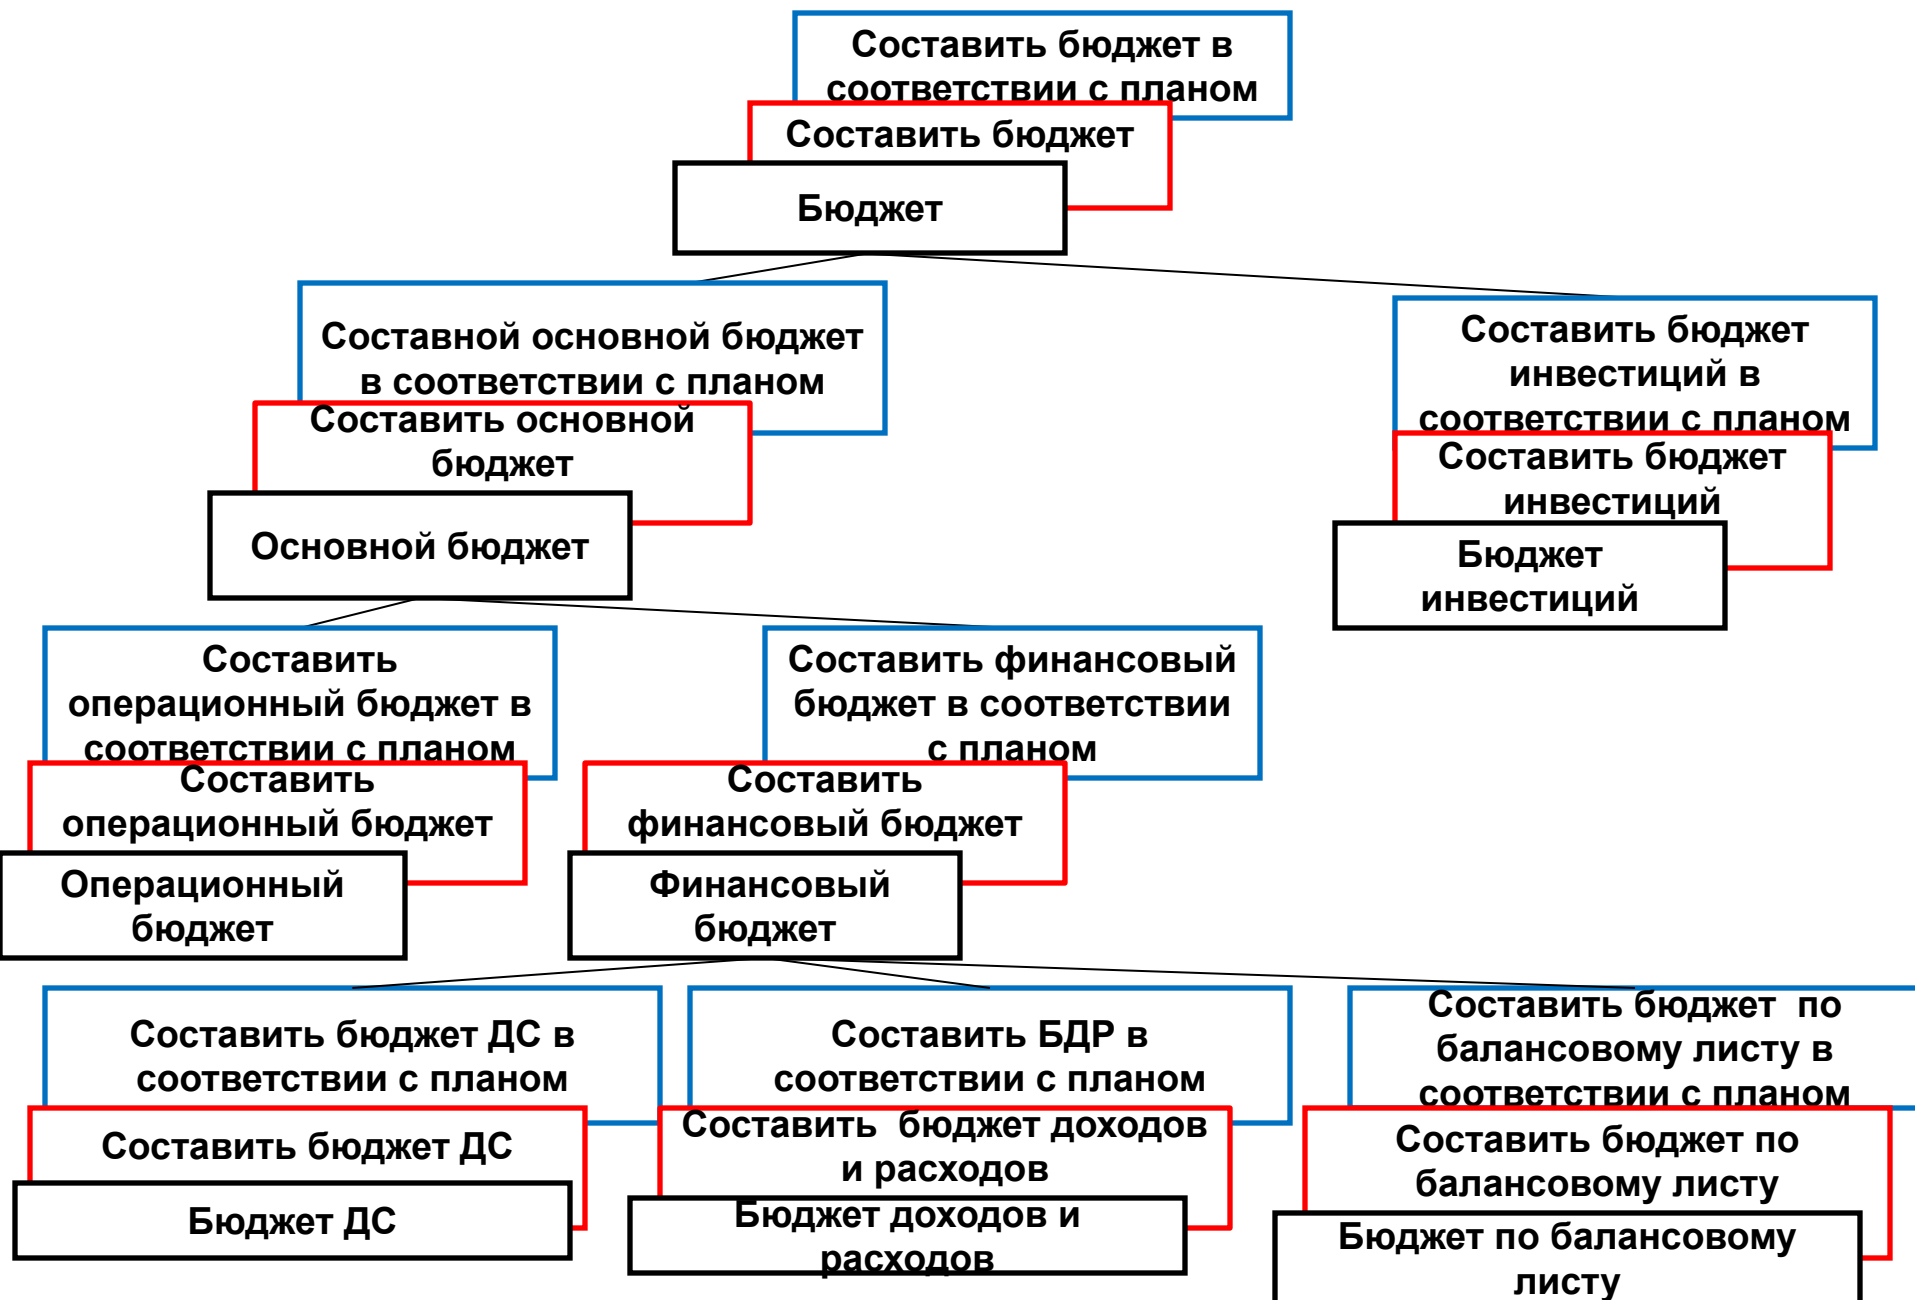 Составить бюджет в
соответствии с планом
Составить бюджет
Бюджет
Составной основной бюджет
в соответствии с планом
Составить основной
бюджет
Основной бюджет
Составить бюджет
инвестиций в
соответствии с планом
Составить бюджет
инвестиций
Бюджет
инвестиций
Составить
операционный бюджет в
соответствии с планом
Составить
операционный бюджет
Операционный
бюджет
Составить финансовый
бюджет в соответствии
с планом
Составить
финансовый бюджет
Финансовый
бюджет
Составить бюджет ДС в
соответствии с планом
Составить бюджет ДС
Бюджет ДС
Составить БДР в
соответствии с планом
Составить  бюджет доходов
и расходов
Бюджет доходов и
расходов
Составить бюджет  по
балансовому листу в
соответствии с планом
Составить бюджет по
балансовому листу
Бюджет по балансовому
листу